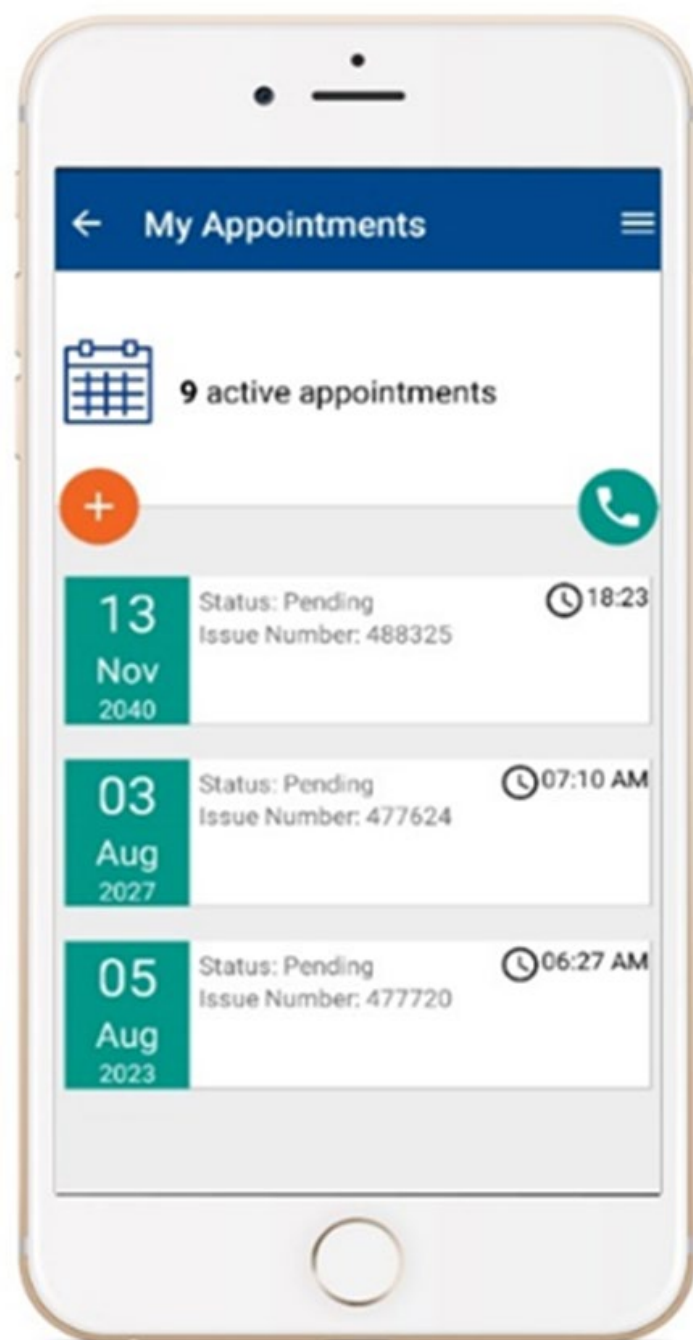 My Appointments
9 active appointments
13
Nov
2040
Status: Pending
Issue Number: 488325
18:23
03
Aug
2027
Status: Pending
Issue Number: 477624
07:10 AM
05
Aug
2023
Status: Pending
Issue Number: 477720
06:27 AM